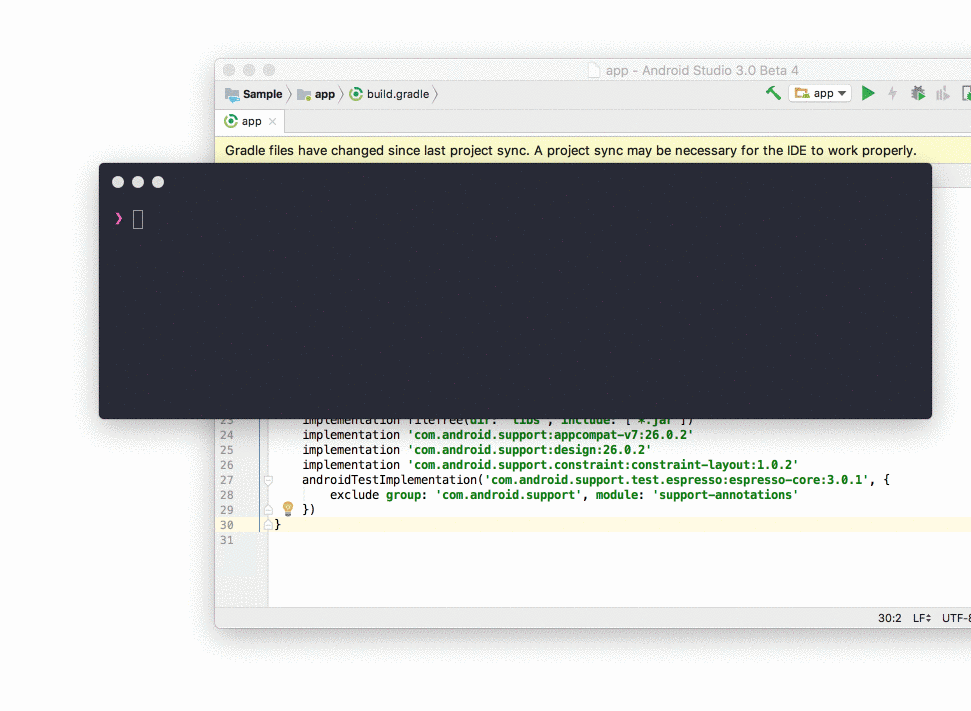 app - Android Studio 3.0 Beta 4
Sample app build.gradle app
app
Gradle files have changed since last project sync. A project sync may be necessary for the IDE to work properly.
❯
23 implementation fileTree(dir: 'libs', include: ['*.jar'])
24 implementation 'com.android.support:appcompat-v7:26.0.2'
25 implementation 'com.android.support:design:26.0.2'
26 implementation 'com.android.support.constraint:constraint-layout:1.0.2'
27 androidTestImplementation('com.android.support.test.espresso:espresso-core:3.0.1', {
28 exclude group: 'com.android.support', module: 'support-annotations'
29 })
30 }
31
30:2 LF UTF-8